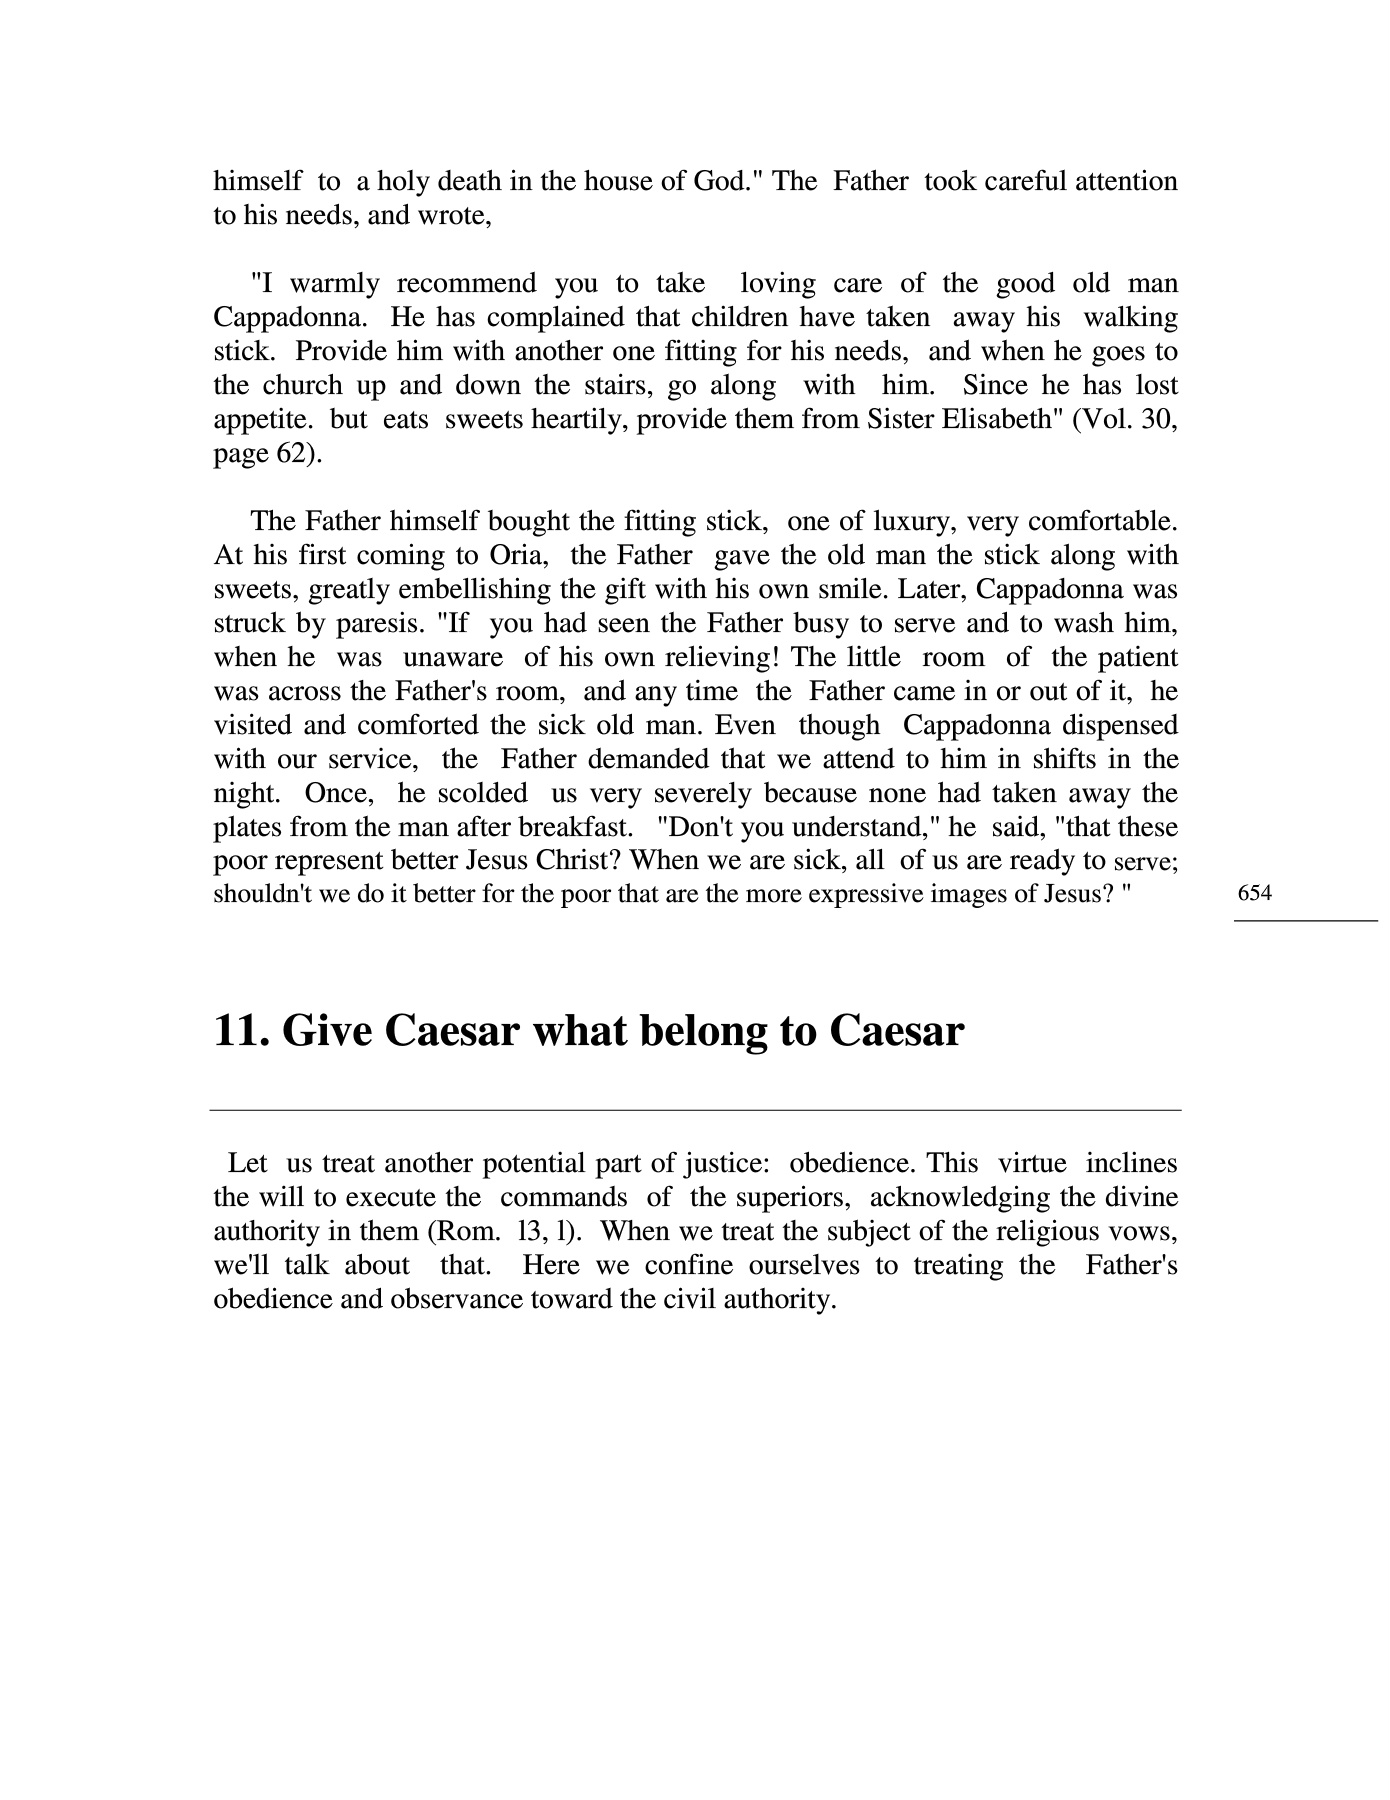 himself to a holy death in the house of God." The Father took careful attention
to his needs, and wrote,
"I warmly recommend you to take loving care of the good old man
Cappadonna. He has complained that children have taken away his walking
stick. Provide him with another one fitting for his needs, and when he goes to
the church up and down the stairs, go along with him. Since he has lost
appetite. but eats sweets heartily, provide them from Sister Elisabeth" (Vol. 30,
page 62).
The Father himself bought the fitting stick, one of luxury, very comfortable.
At his first coming to Oria, the Father gave the old man the stick along with
sweets, greatly embellishing the gift with his own smile. Later, Cappadonna was
struck by paresis. "If you had seen the Father busy to serve and to wash him,
when he was unaware of his own relieving! The little room of the patient
was across the Father's room, and any time the Father came in or out of it, he
visited and comforted the sick old man. Even though Cappadonna dispensed
with our service, the Father demanded that we attend to him in shifts in the
night. Once, he scolded us very severely because none had taken away the
plates from the man after breakfast. "Don't you understand," he said, "that these
poor represent better Jesus Christ? When we are sick, all of us are ready to serve;
shouldn't we do it better for the poor that are the more expressive images of Jesus? "
654
11. Give Caesar what belong to Caesar
Let us treat another potential part of justice: obedience. This virtue inclines
the will to execute the commands of the superiors, acknowledging the divine
authority in them (Rom. l3, l). When we treat the subject of the religious vows,
we'll talk about that. Here we confine ourselves to treating the Father's
obedience and observance toward the civil authority.